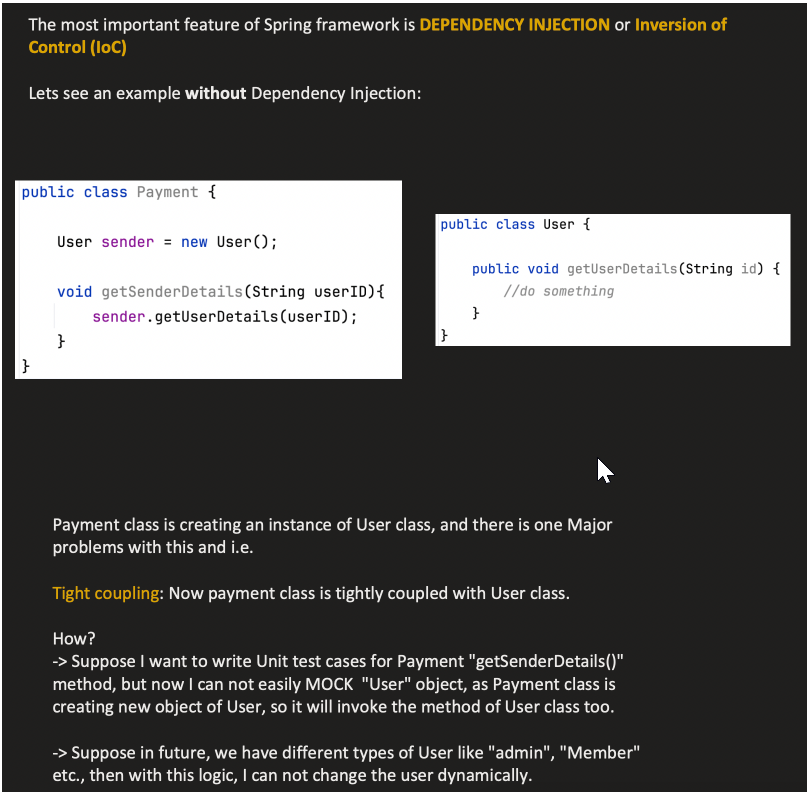 The most important feature of Spring framework is DEPENDENCY INJECTION or Inversion of
Control (IoC)
Lets see an example without Dependency Injection:
public class Payment {
User sender = new User();
void getSenderDetails(String userID){
sender.getUserDetails(userID);
}
}
public class User {
public void getUserDetails(String id) {
//do something
}
}
Payment class is creating an instance of User class, and there is one Major
problems with this and i.e.
Tight coupling: Now payment class is tightly coupled with User class.
How?
-> Suppose I want to write Unit test cases for Payment "getSenderDetails()"
method, but now I can not easily MOCK  "User" object, as Payment class is
creating new object of User, so it will invoke the method of User class too.
-> Suppose in future, we have different types of User like "admin", "Member"
etc., then with this logic, I can not change the user dynamically.